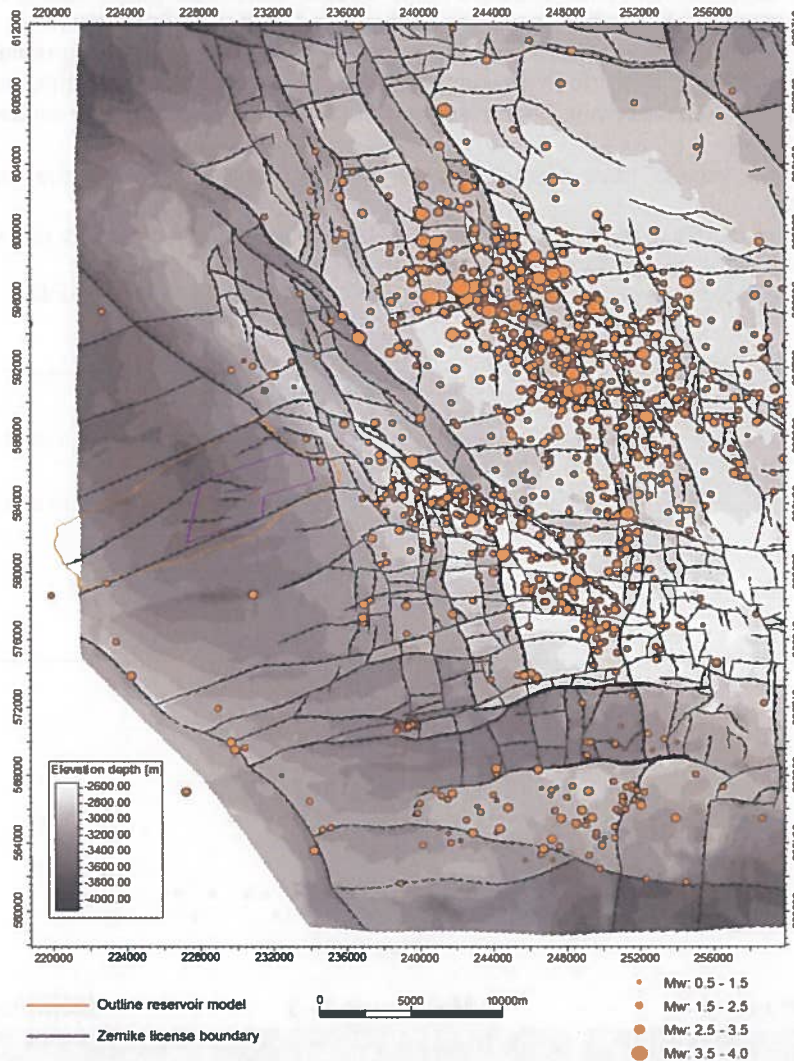 220000 224000 228000 232000 236000 240000 244000 248000 252000 256000
612000
608000
604000
600000
596000
592000
588000
584000
580000
576000
572000
568000
564000
560000
Elevation depth [m]
-2600 00
-2800 00
-3000 00
-3200 00
-3400 00
-3600 00
-3800 00
-4000 00
220000 224000 228000 232000 236000 240000 244000 248000 252000 256000
Outline reservoir model
Zernike license boundary
0 5000 10000m
Mw: 0.5 - 1.5
Mw: 1.5 - 2.5
Mw: 2.5 - 3.5
Mw: 3.5 - 4.0